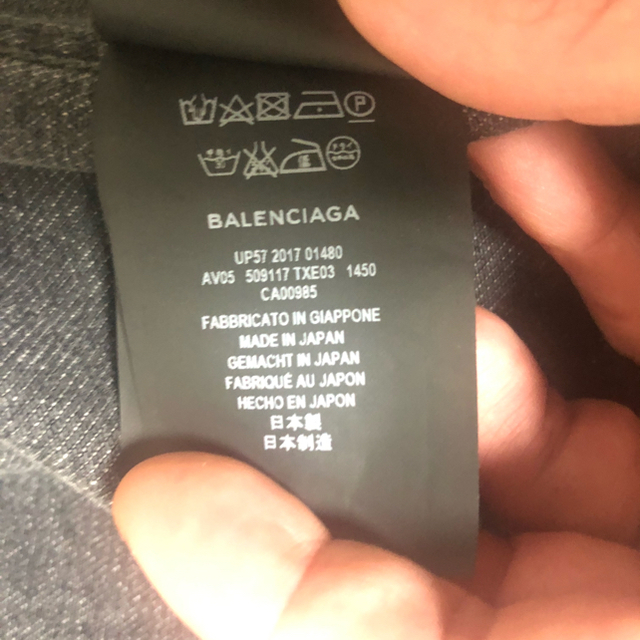 P
BALENCIAGA
UP57 2017 01480
AV05 509117 TXE03 1450
CA00985
FABBRICATO IN GIAPPONE
MADE IN JAPAN
GEMACHT IN JAPAN
FABRIQUÉ AU JAPON
HECHO EN JAPON
日本製
日本制造